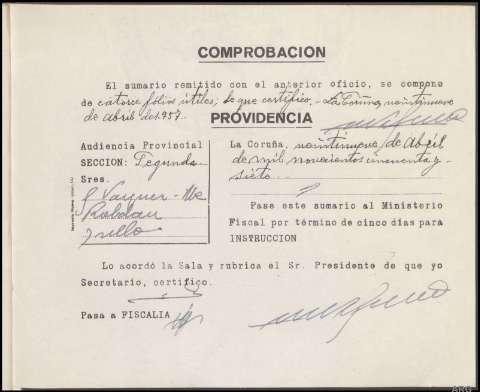 COMPROBACION
El sumario remitido con el anterior oficio, se compone
de catorce folios útiles; de que certifico.- La Coruña, veintinueve
de Abril de 1957.-
PROVIDENCIA
Audiencia Provincial
SECCION: Segunda.
Sres.
Vazquez-
Roldan
Trillo
La Coruña, veintinueve de Abril
de mil novecientos cincuenta y
siete.
Pase este sumario al Ministerio
Fiscal por término de cinco días para
INSTRUCCION
Lo acordó la Sala y rubrica el Sr. Presidente de que yo
Secretario, certifico.
Pasa a FISCALIA